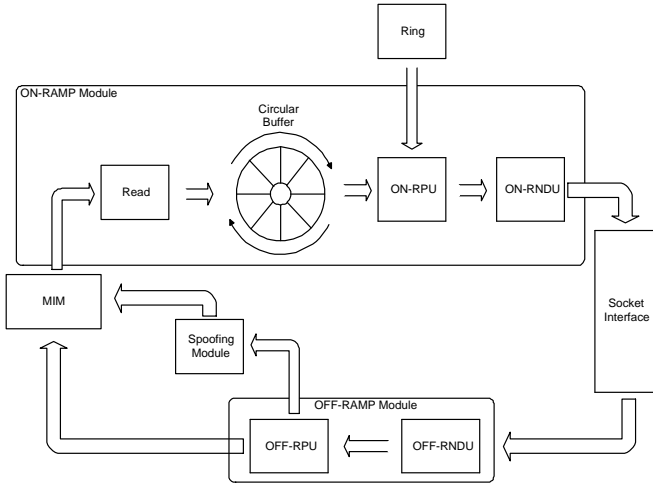 Ring
ON-RAMP Module
Circular
Buffer
Read
ON-RPU
ON-RNDU
MIM
Socket
Interface
Spoofing
Module
OFF-RAMP Module
OFF-RPU
OFF-RNDU